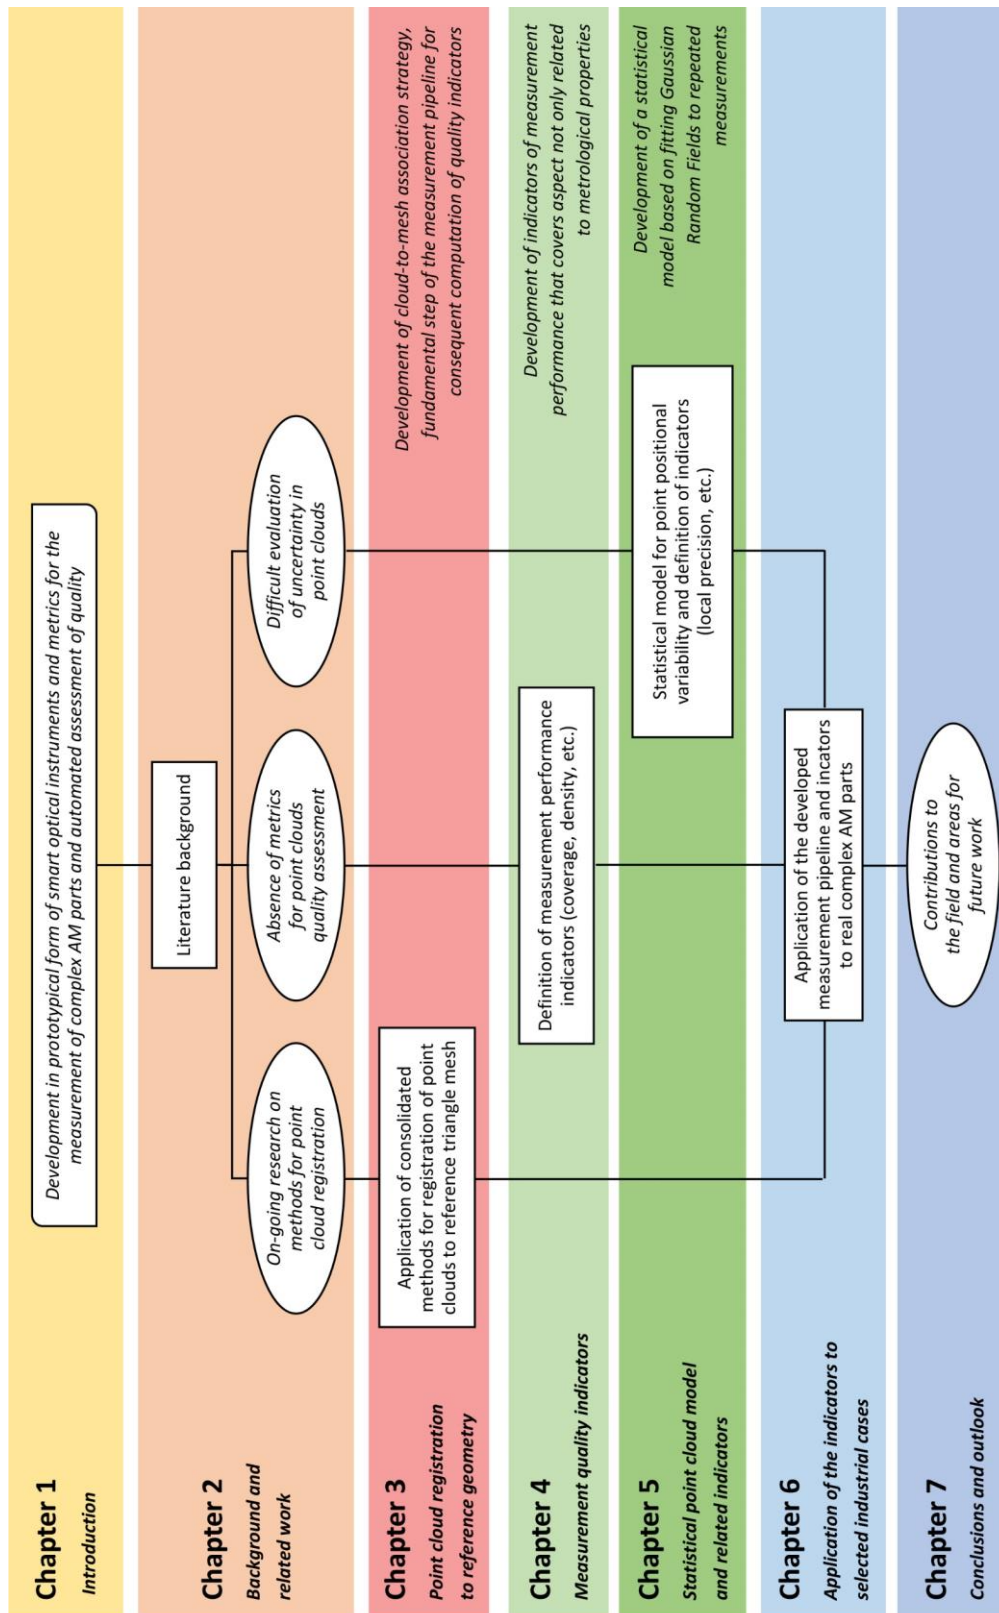 Chapter 1
Introduction
Development in prototypical form of smart optical instruments and metrics for the
measurement of complex AM parts and automated assessment of quality
Chapter 2
Background and
related work
Literature background
On-going research on
methods for point
cloud registration
Absence of metrics
for point clouds
quality assessment
Difficult evaluation
of uncertainty in
point clouds
Chapter 3
Point cloud registration
to reference geometry
Application of consolidated
methods for registration of point
clouds to reference triangle mesh
Development of cloud-to-mesh association strategy,
fundamental step of the measurement pipeline for
consequent computation of quality indicators
Chapter 4
Measurement quality indicators
Definition of measurement performance
indicators (coverage, density, etc.)
Development of indicators of measurement
performance that covers aspect not only related
to metrological properties
Chapter 5
Statistical point cloud model
and related indicators
Statistical model for point positional
variability and definition of indicators
(local precision, etc.)
Development of a statistical
model based on fitting Gaussian
Random Fields to repeated
measurements
Chapter 6
Application of the indicators to
selected industrial cases
Application of the developed
measurement pipeline and incators
to real complex AM parts
Chapter 7
Conclusions and outlook
Contributions to
the field and areas for
future work